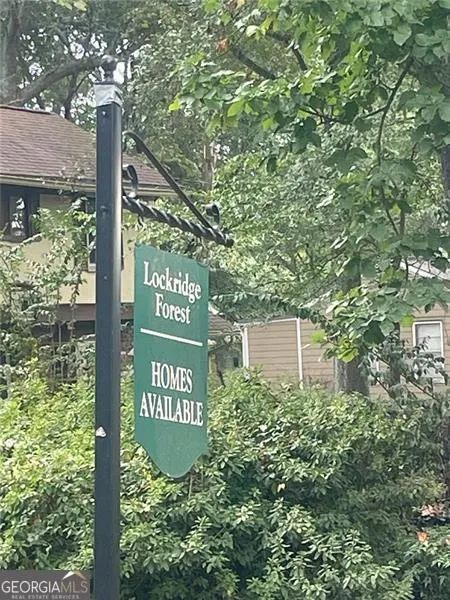 Lockridge
Forest
HOMES
AVAILABLE
GEORGIAMLS
REAL ESTATE SERVICES